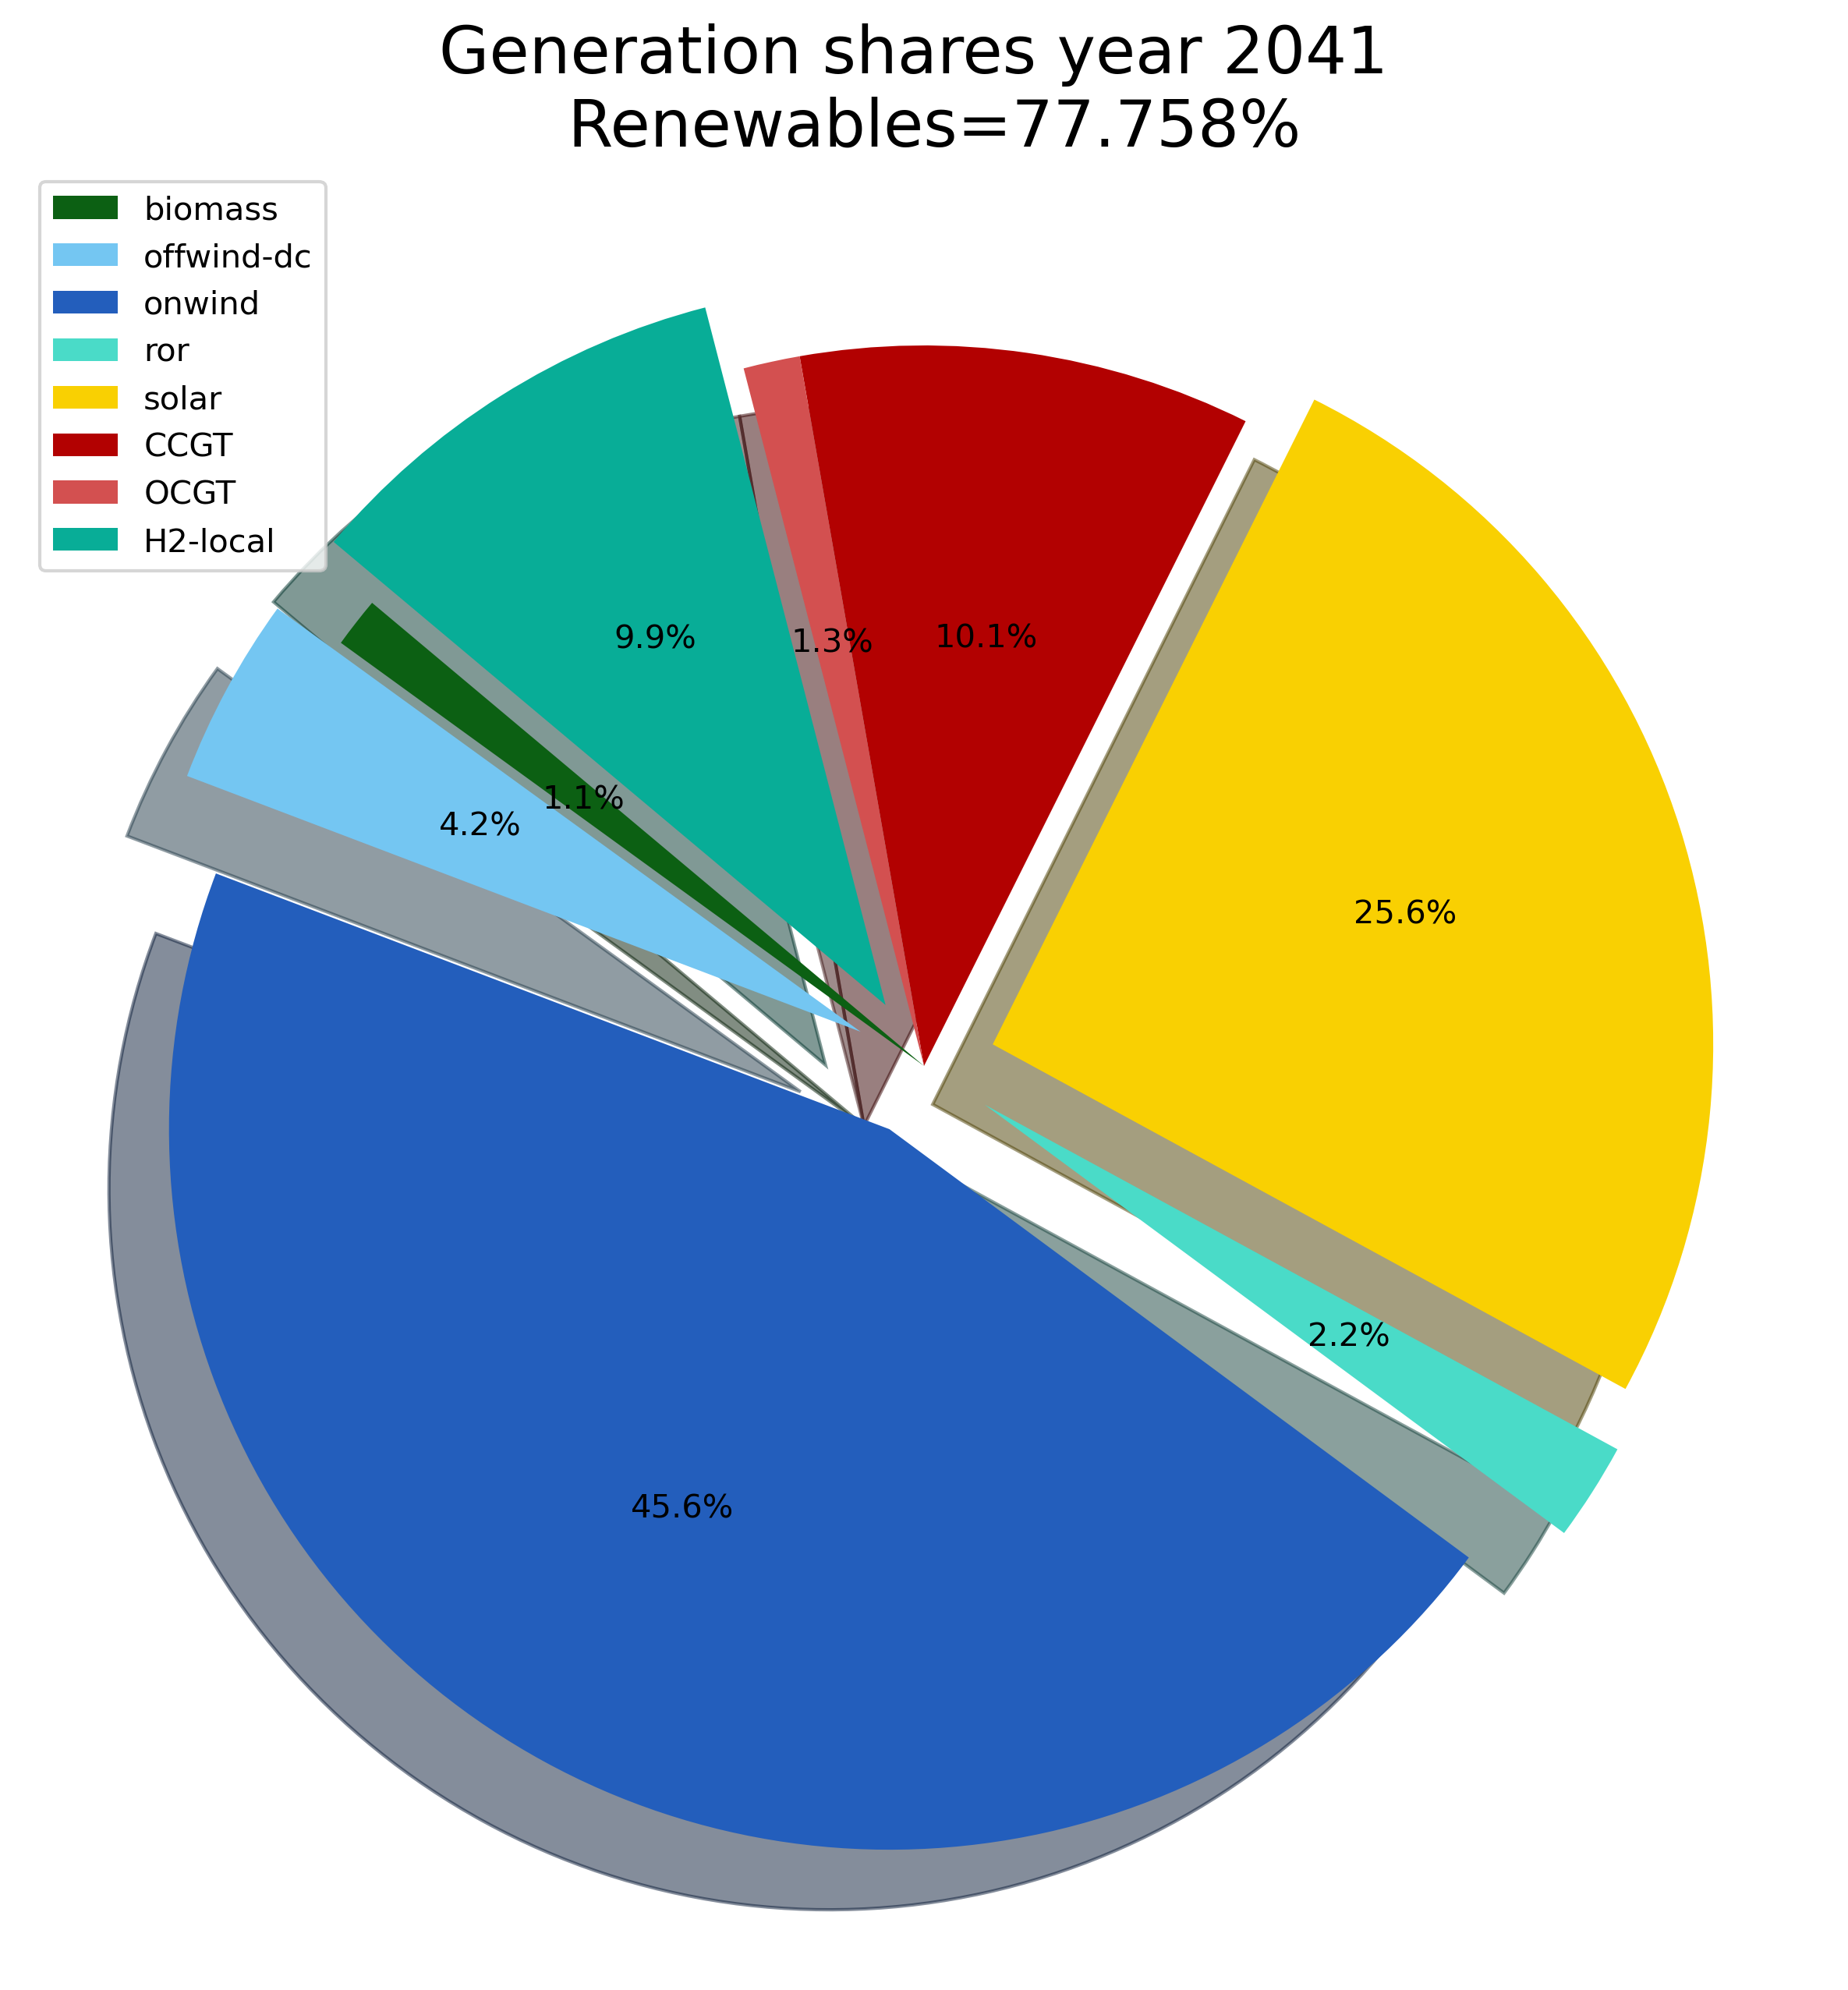 Generation shares year 2041
Renewables=77.758%
biomass
offwind-dc
onwind
ror
solar
CCGT
OCGT
H2-local
9.9%
1.3%
10.1%
1.1%
4.2%
25.6%
2.2%
45.6%